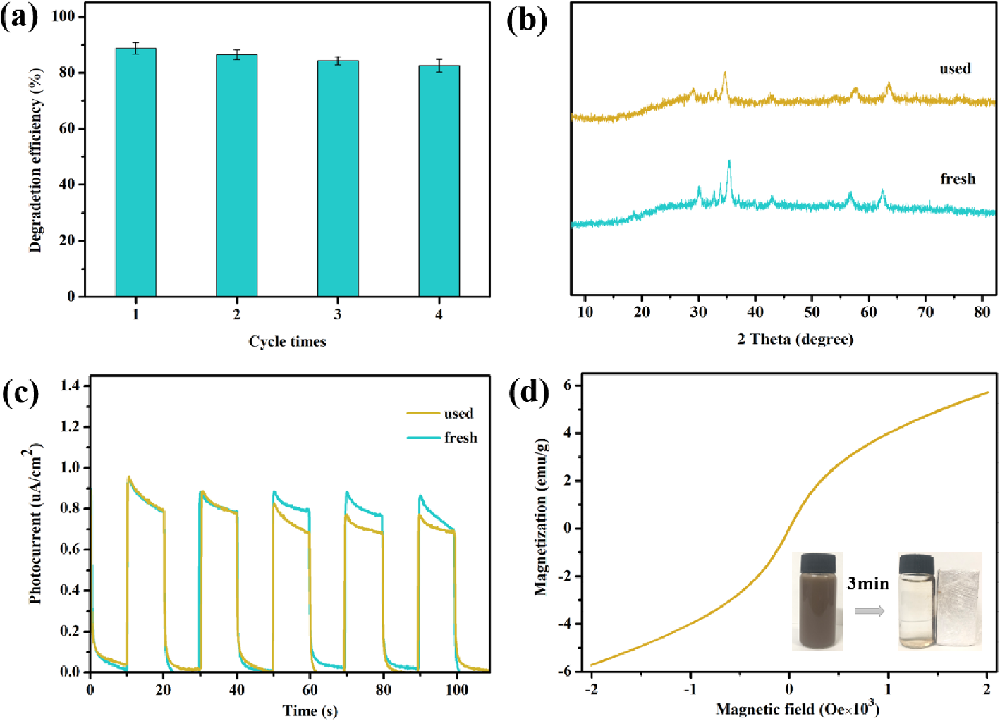 (a)
100
80
60
40
20
0
Degradetion efficiency (%)
1 2 3 4
Cycle times
(b)
used
fresh
10 20 30 40 50 60 70 80
2 Theta (degree)
(c)
1.4
1.2
1.0
0.8
0.6
0.4
0.2
0.0
Photocurrent (uA/cm²)
used
fresh
0 20 40 60 80 100
Time (s)
(d)
6
4
2
0
-2
-4
-6
Magnetization (emu/g)
3min
-2 -1 0 1 2
Magnetic field (Oe×10³)